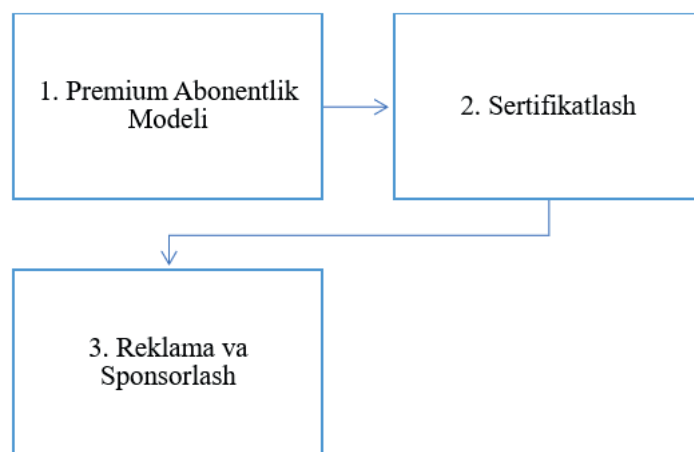 1. Premium Abonentlik
Modeli
2. Sertifikatlash
3. Reklama va
Sponsorlash